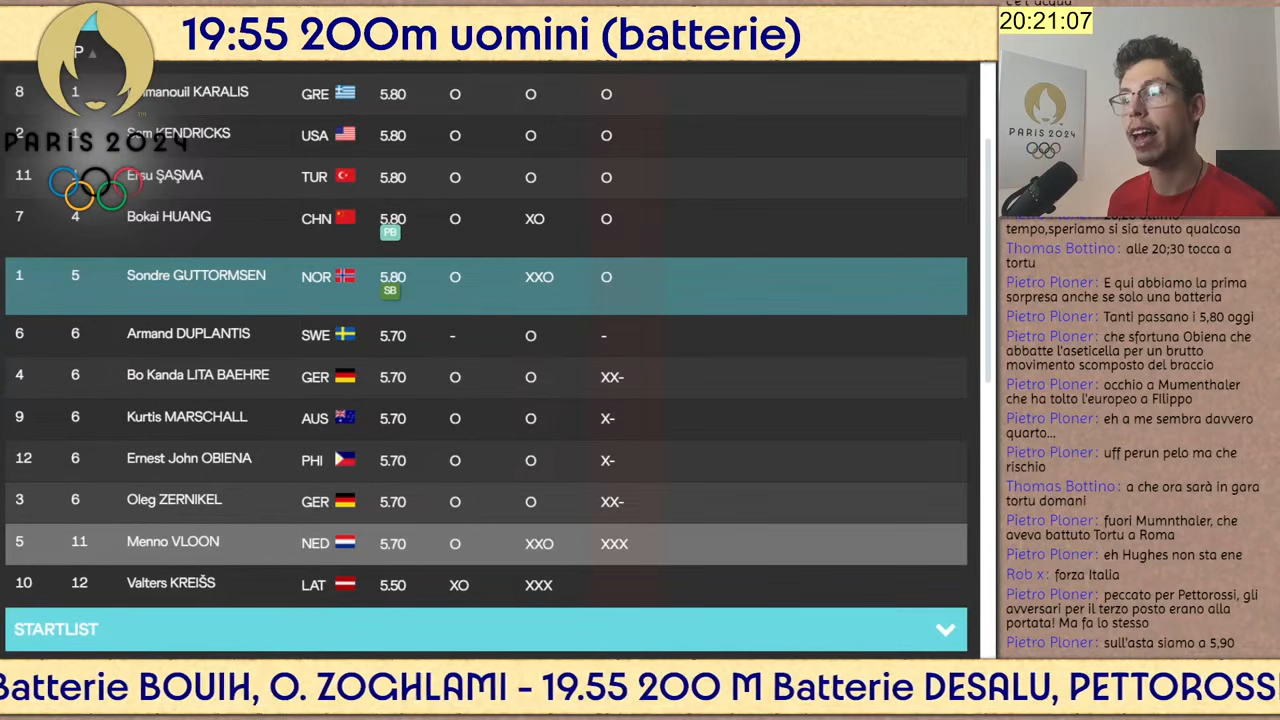 c'è l'acqua
19:55 200m uomini (batterie)
20:21:07
P
PARIS 2024
PARIS 2024
8 1 Emmanouil KARALIS GRE 5.80 O O O
2 1 Sam KENDRICKS USA 5.80 O O O
11 1 Ersu ŞAŞMA TUR 5.80 O O O
7 4 Bokai HUANG CHN 5.80 O XO O
PB
1 5 Sondre GUTTORMSEN NOR 5.80 O XXO O
SB
6 6 Armand DUPLANTIS SWE 5.70 - O -
4 6 Bo Kanda LITA BAEHRE GER 5.70 O O XX-
9 6 Kurtis MARSCHALL AUS 5.70 O O X-
12 6 Ernest John OBIENA PHI 5.70 O O X-
3 6 Oleg ZERNIKEL GER 5.70 O O XX-
5 11 Menno VLOON NED 5.70 O XXO XXX
10 12 Valters KREIŠS LAT 5.50 XO XXX
STARTLIST
tempo,speriamo si sia tenuto qualcosa
Thomas Bottino: alle 20;30 tocca a
tortu
Pietro Ploner: E qui abbiamo la prima
sorpresa anche se solo una batteria
Pietro Ploner: Tanti passano i 5,80 oggi
Pietro Ploner: che sfortuna Obiena che
abbatte l'aseticella per un brutto
movimento scomposto del braccio
Pietro Ploner: occhio a Mumenthaler
che ha tolto l'europeo a Filippo
Pietro Ploner: eh a me sembra davvero
quarto...
Pietro Ploner: uff perun pelo ma che
rischio
Thomas Bottino: a che ora sarà in gara
tortu domani
Pietro Ploner: fuori Mumnthaler, che
aveva battuto Tortu a Roma
Pietro Ploner: eh Hughes non sta ene
Rob x: forza Italia
Pietro Ploner: peccato per Pettorossi, gli
avversari per il terzo posto erano alla
portata! Ma fa lo stesso
Pietro Ploner: sull'asta siamo a 5,90
Batterie BOUIH, O. ZOGHLAMI - 19.55 200 M Batterie DESALU, PETTOROSSI